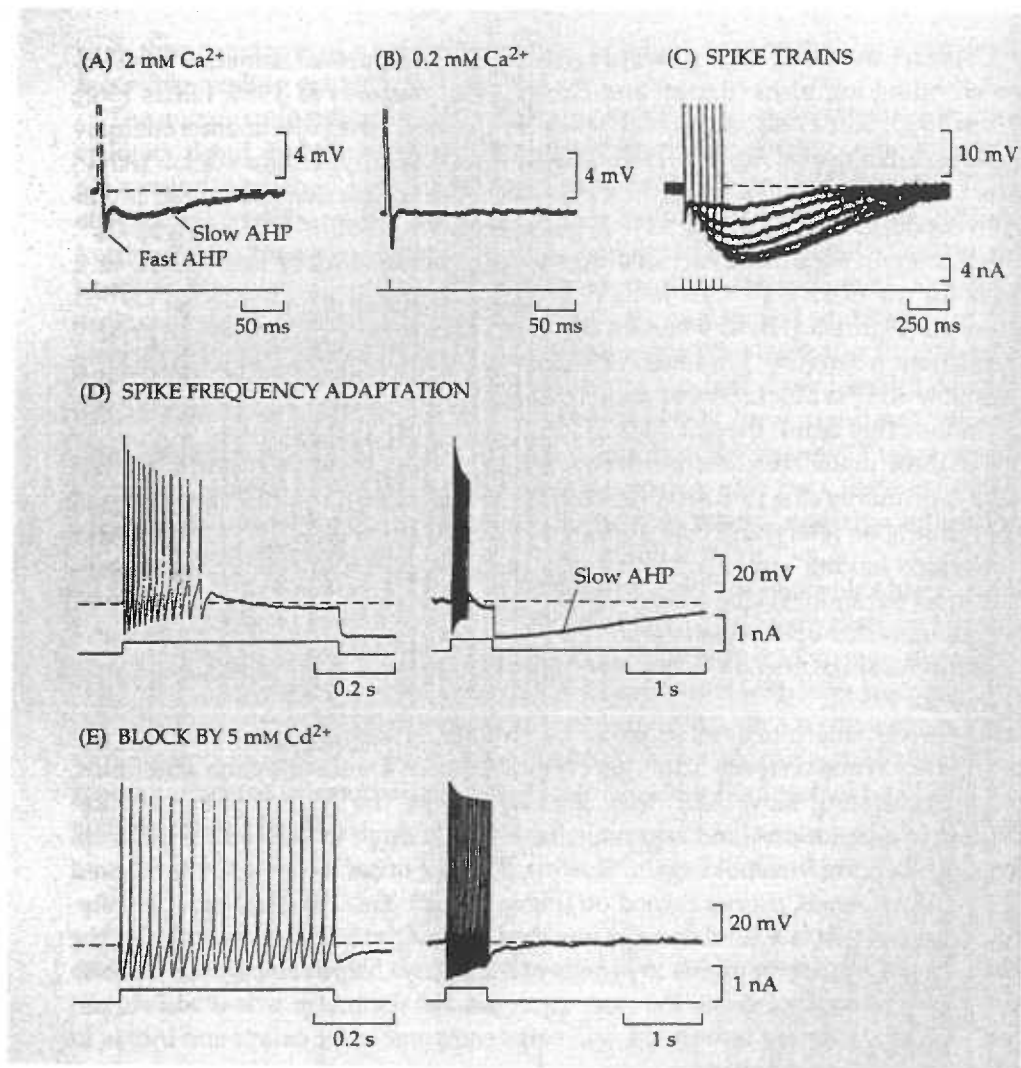 (A) 2 mM Ca2+
(B) 0.2 mM Ca2+
(C) SPIKE TRAINS
4 mV
4 mV
10 mV
Slow AHP
Fast AHP
4 nA
50 ms
50 ms
250 ms
(D) SPIKE FREQUENCY ADAPTATION
Slow AHP
20 mV
1 nA
0.2 s
1 s
(E) BLOCK BY 5 mM Cd2+
20 mV
1 nA
0.2 s
1 s